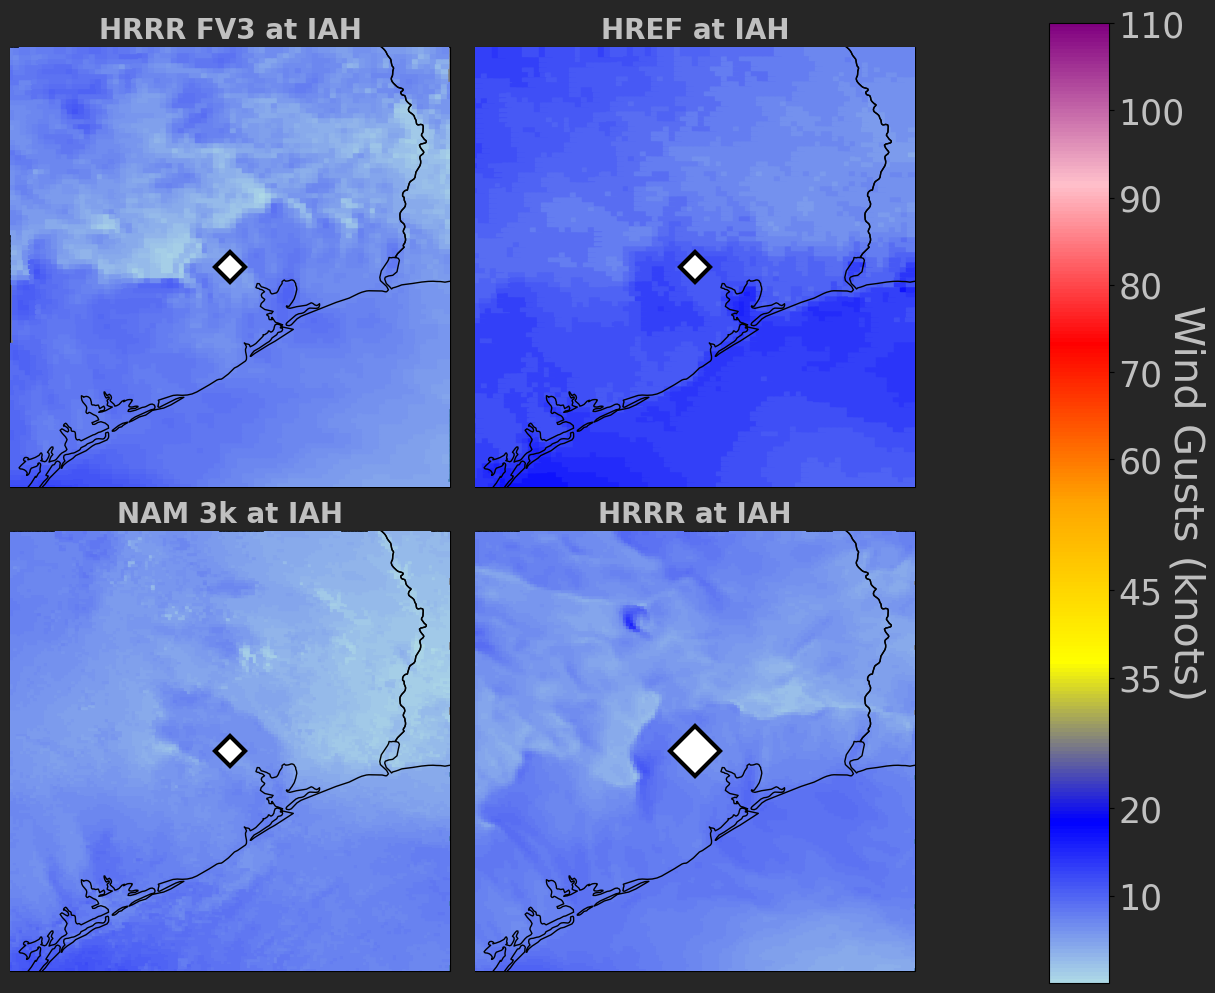 HRRR FV3 at IAH
HREF at IAH
NAM 3k at IAH
HRRR at IAH
110
100
90
80
70
60
45
35
20
10
Wind Gusts (knots)